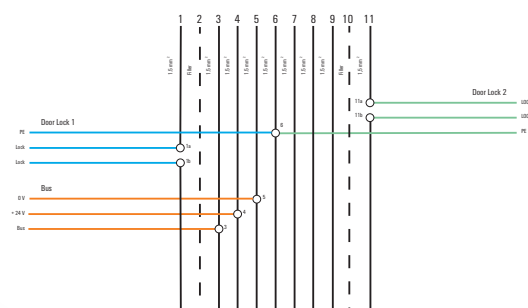 1 2 3 4 5 6 7 8 9 10 11
1.5 mm²
Filler
1.5 mm²
1.5 mm²
1.5 mm²
1.5 mm²
1.5 mm²
1.5 mm²
1.5 mm²
Filler
1.5 mm²
Door Lock 2
11a
LOC
11b
LOC
Door Lock 1
6
PE
PE
Lock
1a
Lock
1b
Bus
0 V
5
+ 24 V
4
Bus
3